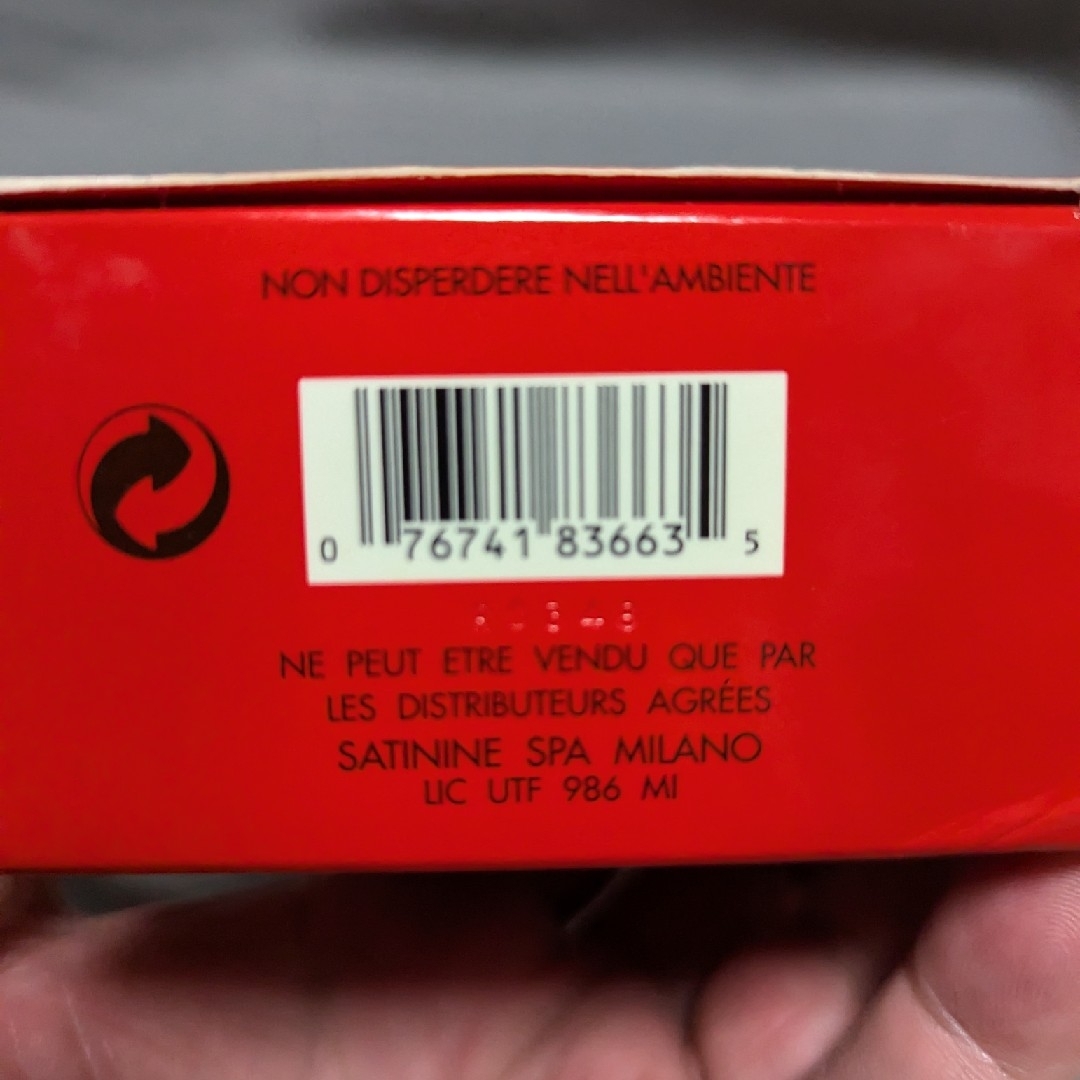 NON DISPERDERE NELL'AMBIENTE
0 76741 83663 5
NE PEUT ETRE VENDU QUE PAR
LES DISTRIBUTEURS AGRÉES
SATININE SPA MILANO
LIC UTF 986 MI